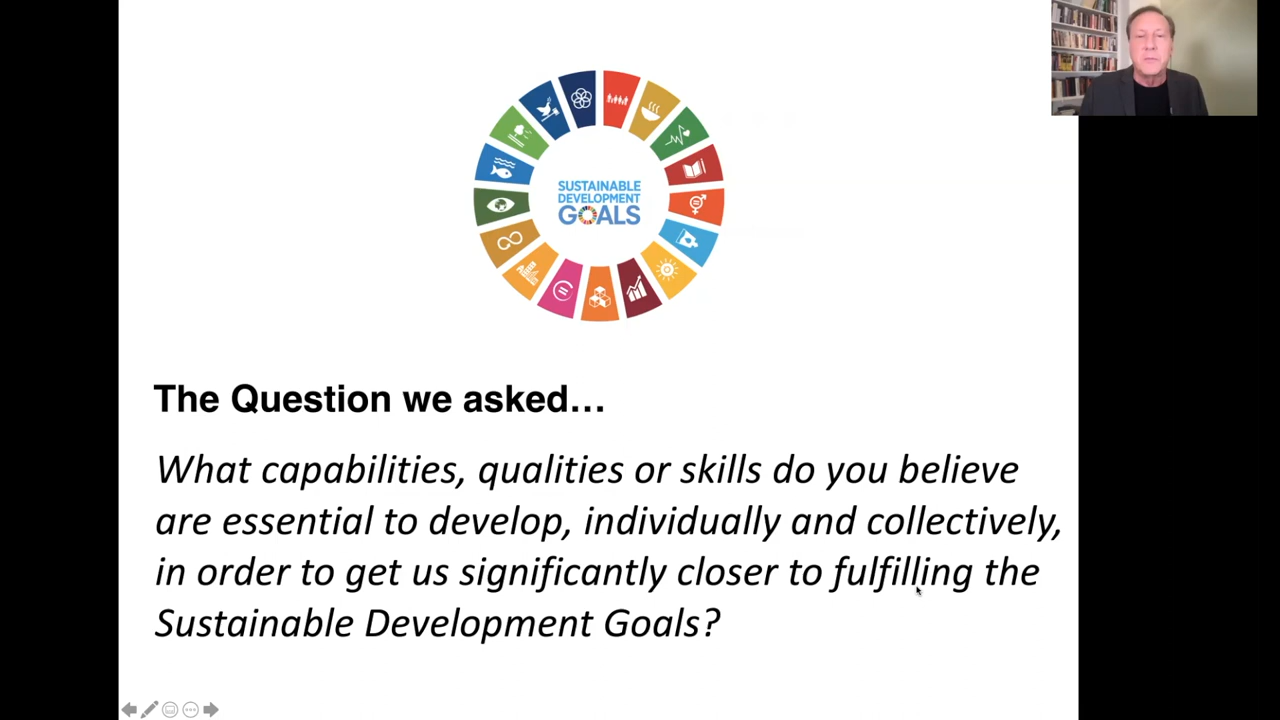 SUSTAINABLE
DEVELOPMENT
GOALS
The Question we asked…
What capabilities, qualities or skills do you believe
are essential to develop, individually and collectively,
in order to get us significantly closer to fulfilling the
Sustainable Development Goals?